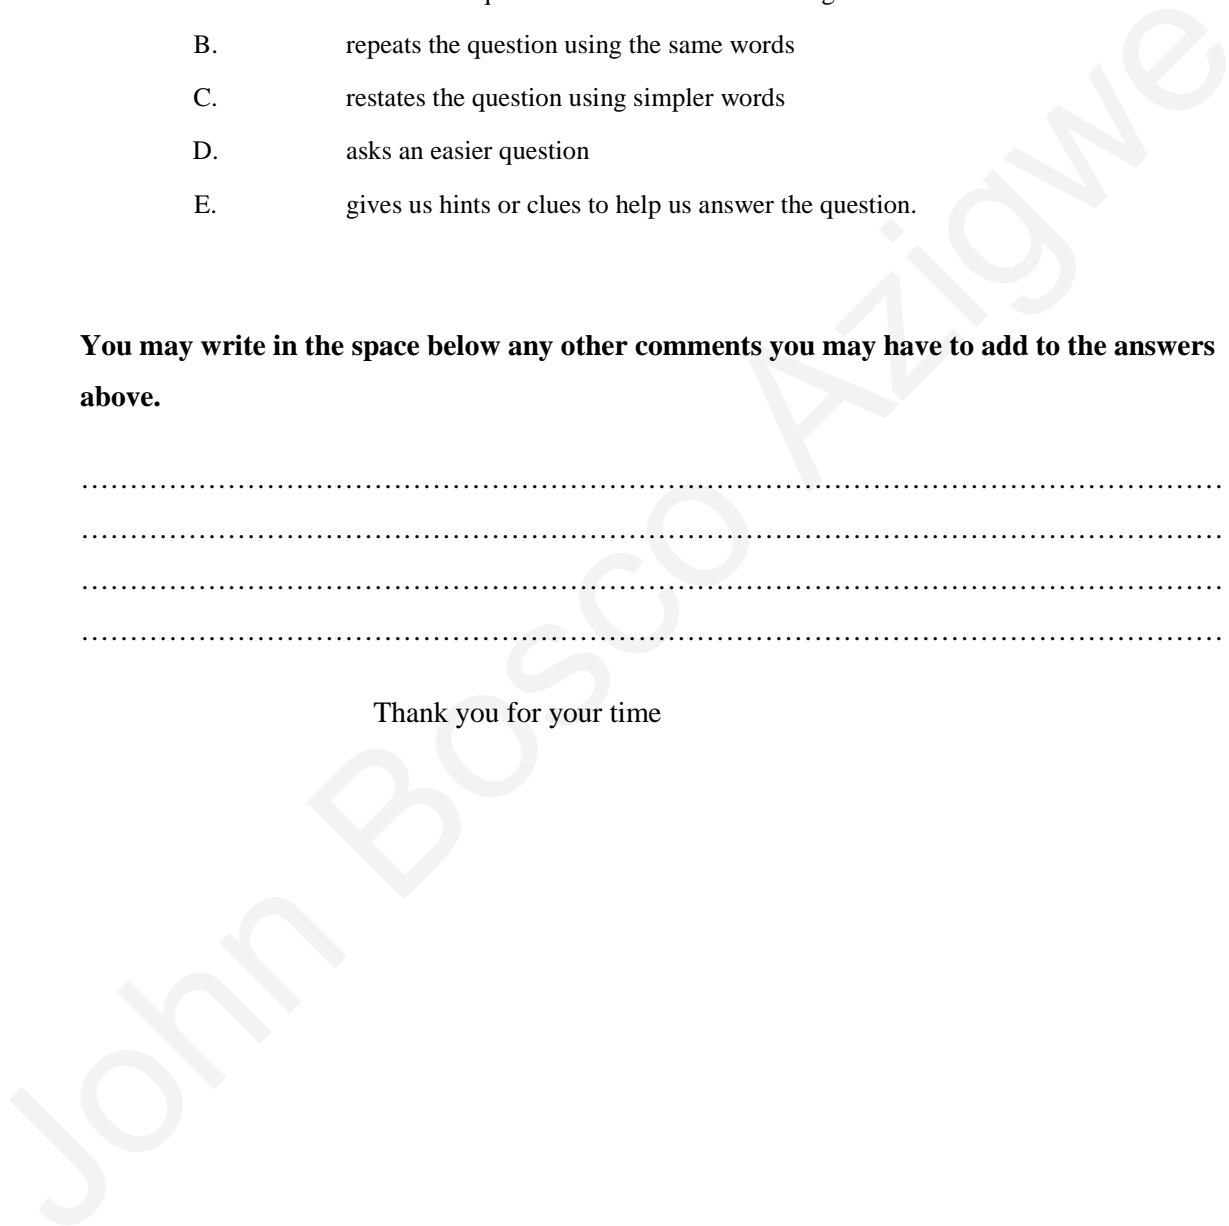 B. repeats the question using the same words
C. restates the question using simpler words
D. asks an easier question
E. gives us hints or clues to help us answer the question.
You may write in the space below any other comments you may have to add to the answers
above.
……………………………………………………………………………………………………
……………………………………………………………………………………………………
……………………………………………………………………………………………………
……………………………………………………………………………………………………
Thank you for your time
John Bosco Azigwe